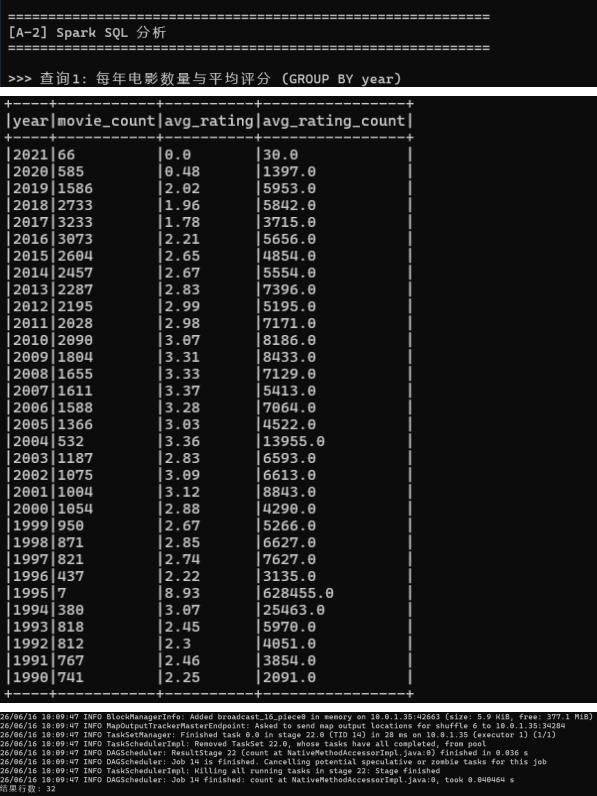 ============================================================
[A-2] Spark SQL 分析
============================================================
>>> 查询1: 每年电影数量与平均评分 (GROUP BY year)
+----+-----------+----------+----------------+
|year|movie_count|avg_rating|avg_rating_count|
+----+-----------+----------+----------------+
|2021|66         |0.0       |30.0            |
|2020|585        |0.48      |1397.0          |
|2019|1586       |2.02      |5953.0          |
|2018|2733       |1.96      |5842.0          |
|2017|3233       |1.78      |3715.0          |
|2016|3073       |2.21      |5656.0          |
|2015|2604       |2.65      |4854.0          |
|2014|2457       |2.67      |5554.0          |
|2013|2287       |2.83      |7396.0          |
|2012|2195       |2.99      |5195.0          |
|2011|2028       |2.98      |7171.0          |
|2010|2090       |3.07      |8186.0          |
|2009|1804       |3.31      |8433.0          |
|2008|1655       |3.33      |7129.0          |
|2007|1611       |3.37      |5413.0          |
|2006|1588       |3.28      |7064.0          |
|2005|1366       |3.03      |4522.0          |
|2004|532        |3.36      |13955.0         |
|2003|1187       |2.83      |6593.0          |
|2002|1075       |3.09      |6613.0          |
|2001|1004       |3.12      |8843.0          |
|2000|1054       |2.88      |4290.0          |
|1999|950        |2.67      |5266.0          |
|1998|871        |2.85      |6627.0          |
|1997|821        |2.74      |7627.0          |
|1996|437        |2.22      |3135.0          |
|1995|7          |8.93      |628455.0        |
|1994|380        |3.07      |25463.0         |
|1993|818        |2.45      |5970.0          |
|1992|812        |2.3       |4051.0          |
|1991|767        |2.46      |3854.0          |
|1990|741        |2.25      |2091.0          |
+----+-----------+----------+----------------+
26/06/16 10:09:47 INFO BlockManagerInfo: Added broadcast_16_piece0 in memory on 10.0.1.35:42663 (size: 5.9 KiB, free: 377.1 MiB)
26/06/16 10:09:47 INFO MapOutputTrackerMasterEndpoint: Asked to send map output locations for shuffle 6 to 10.0.1.35:34284
26/06/16 10:09:47 INFO TaskSetManager: Finished task 0.0 in stage 22.0 (TID 14) in 28 ms on 10.0.1.35 (executor 1) (1/1)
26/06/16 10:09:47 INFO TaskSchedulerImpl: Removed TaskSet 22.0, whose tasks have all completed, from pool
26/06/16 10:09:47 INFO DAGScheduler: ResultStage 22 (count at NativeMethodAccessorImpl.java:0) finished in 0.036 s
26/06/16 10:09:47 INFO DAGScheduler: Job 14 is finished. Cancelling potential speculative or zombie tasks for this job
26/06/16 10:09:47 INFO TaskSchedulerImpl: Killing all running tasks in stage 22: Stage finished
26/06/16 10:09:47 INFO DAGScheduler: Job 14 finished: count at NativeMethodAccessorImpl.java:0, took 0.040464 s
结果行数: 32